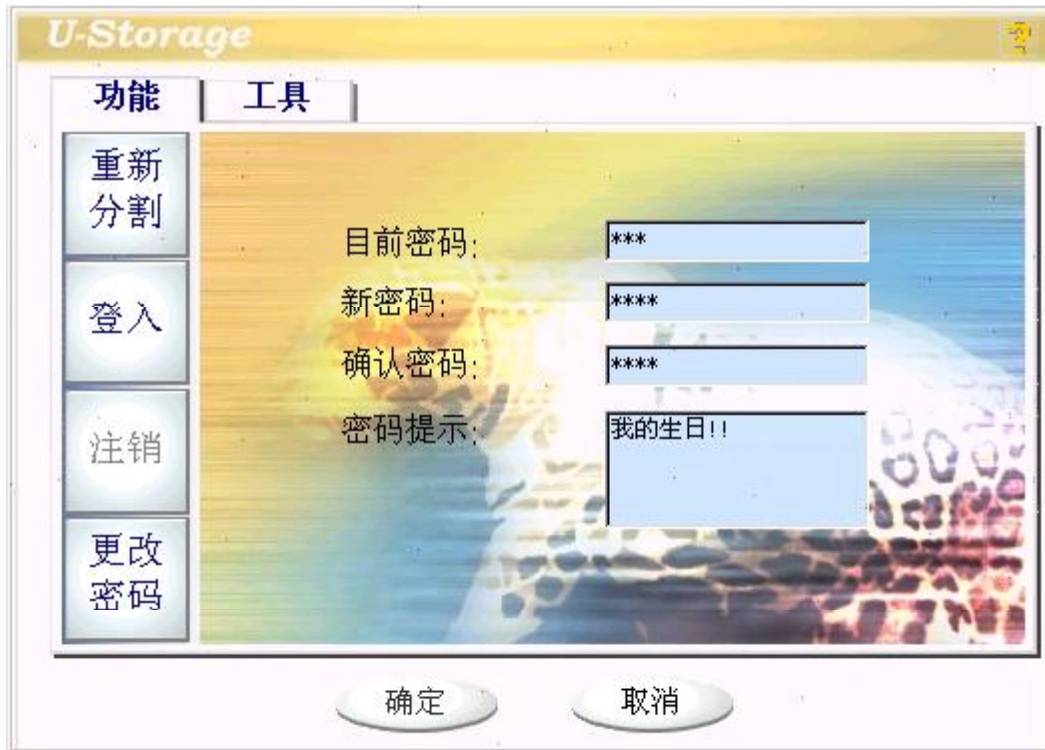 U-Storage
?
功能
工具
重新
分割
登入
注销
更改
密码
目前密码:
***
新密码:
****
确认密码:
****
密码提示:
我的生日!!
确定
取消